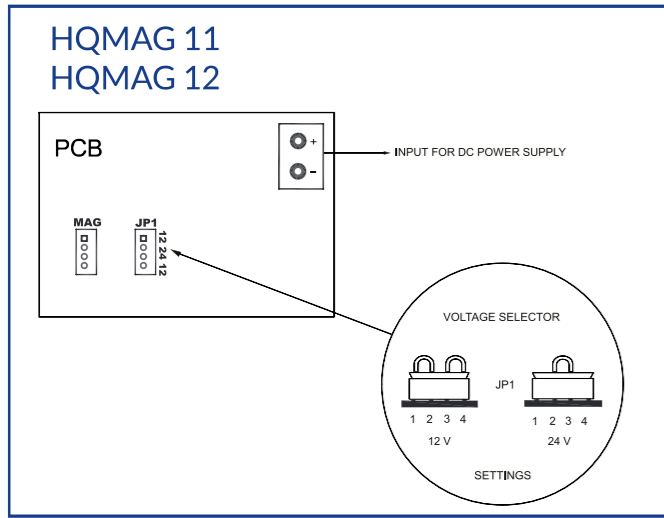 HQMAG 11
HQMAG 12
PCB
+
-
INPUT FOR DC POWER SUPPLY
MAG
JP1
12 24 12
VOLTAGE SELECTOR
JP1
1 2 3 4
1 2 3 4
12 V
24 V
SETTINGS